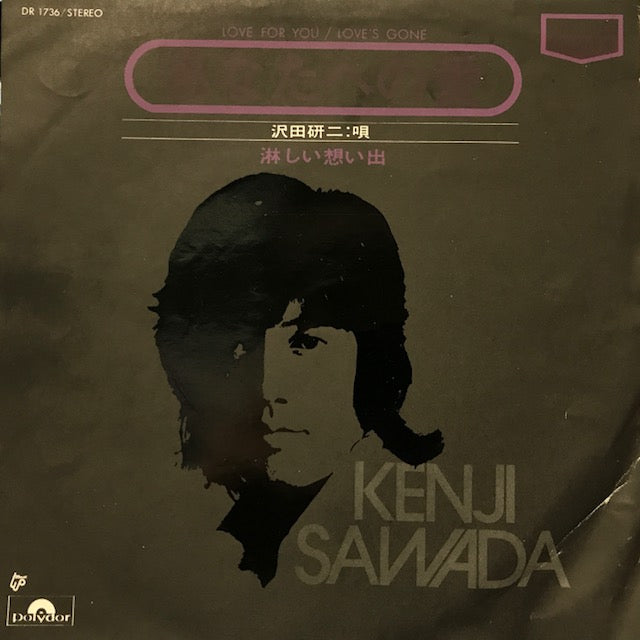 DR 1736/STEREO
LOVE FOR YOU / LOVE'S GONE
沢田研二:唄
淋しい想い出
KENJI
SAWADA
polydor